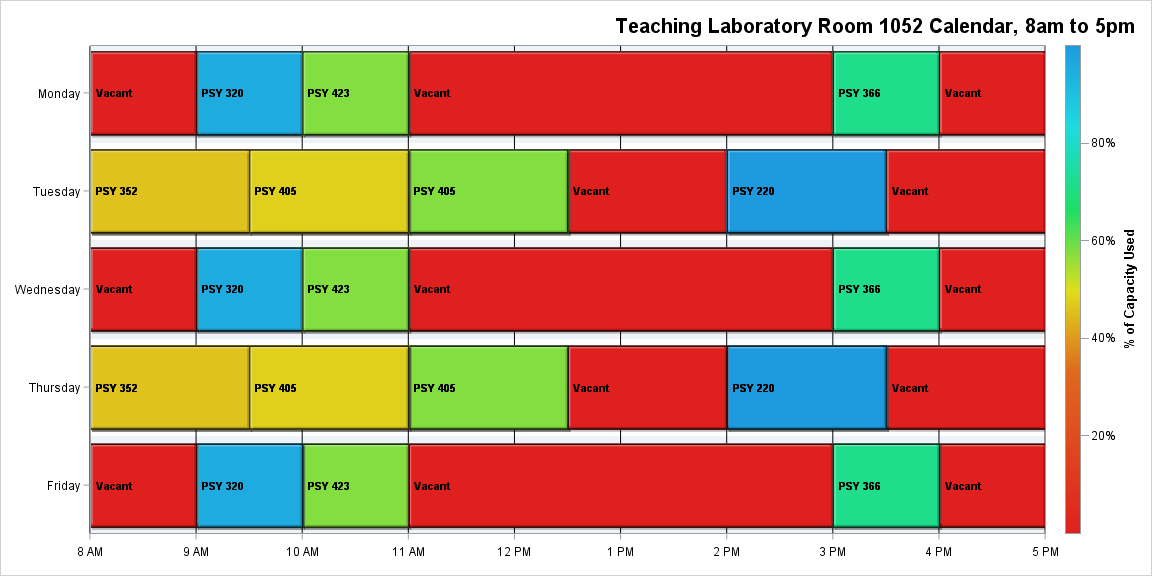 Teaching Laboratory Room 1052 Calendar, 8am to 5pm
Monday
Vacant
PSY 320
PSY 423
Vacant
PSY 366
Vacant
Tuesday
PSY 352
PSY 405
PSY 405
Vacant
PSY 220
Vacant
Wednesday
Vacant
PSY 320
PSY 423
Vacant
PSY 366
Vacant
Thursday
PSY 352
PSY 405
PSY 405
Vacant
PSY 220
Vacant
Friday
Vacant
PSY 320
PSY 423
Vacant
PSY 366
Vacant
8 AM
9 AM
10 AM
11 AM
12 PM
1 PM
2 PM
3 PM
4 PM
5 PM
80%
60%
40%
20%
% of Capacity Used